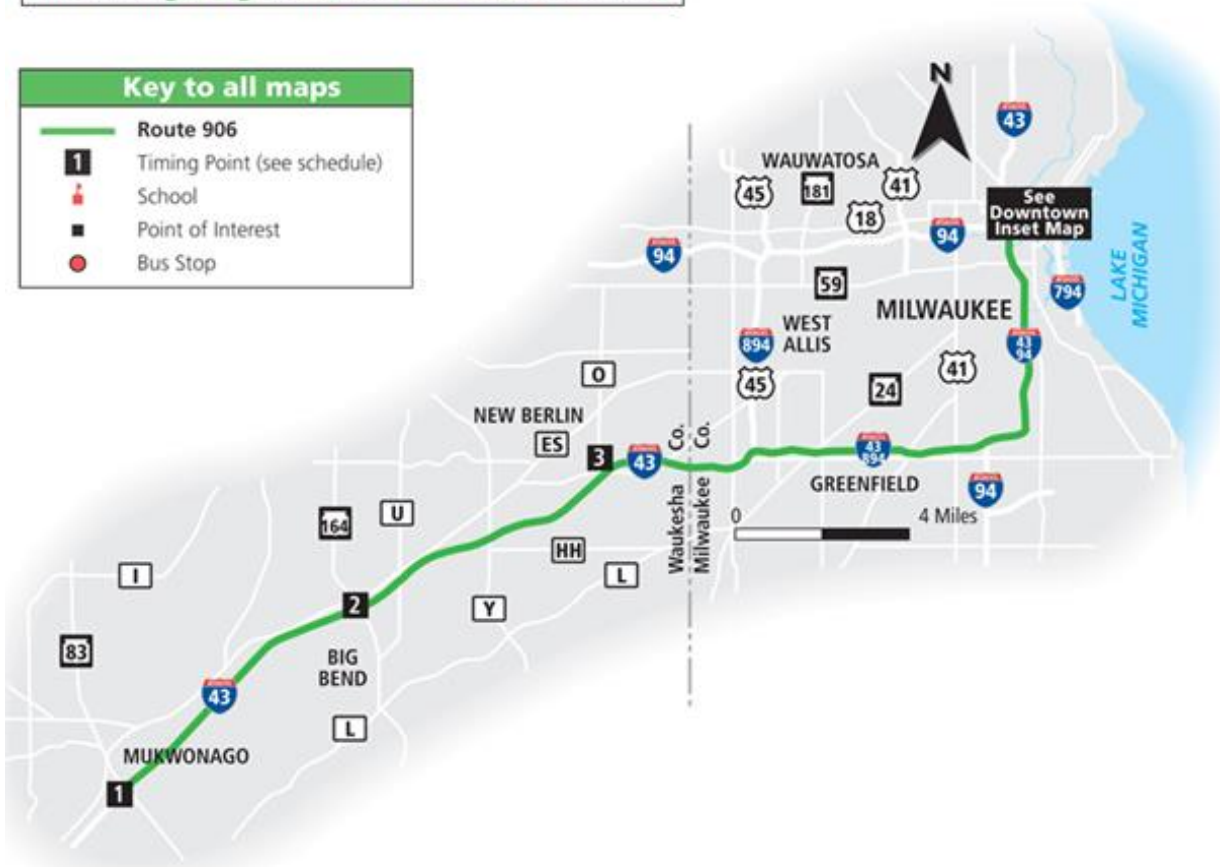 Key to all maps
Route 906
1
Timing Point (see schedule)
School
Point of Interest
Bus Stop
N
43
WAUWATOSA
45
181
41
18
94
See
Downtown
Inset Map
94
59
794
LAKE
MICHIGAN
MILWAUKEE
WEST
ALLIS
894
43
94
45
41
24
O
NEW BERLIN
ES
3
43
Waukesha Co.
Milwaukee Co.
43
894
GREENFIELD
94
0
4 Miles
164
U
HH
L
I
2
Y
83
BIG
BEND
43
L
MUKWONAGO
1